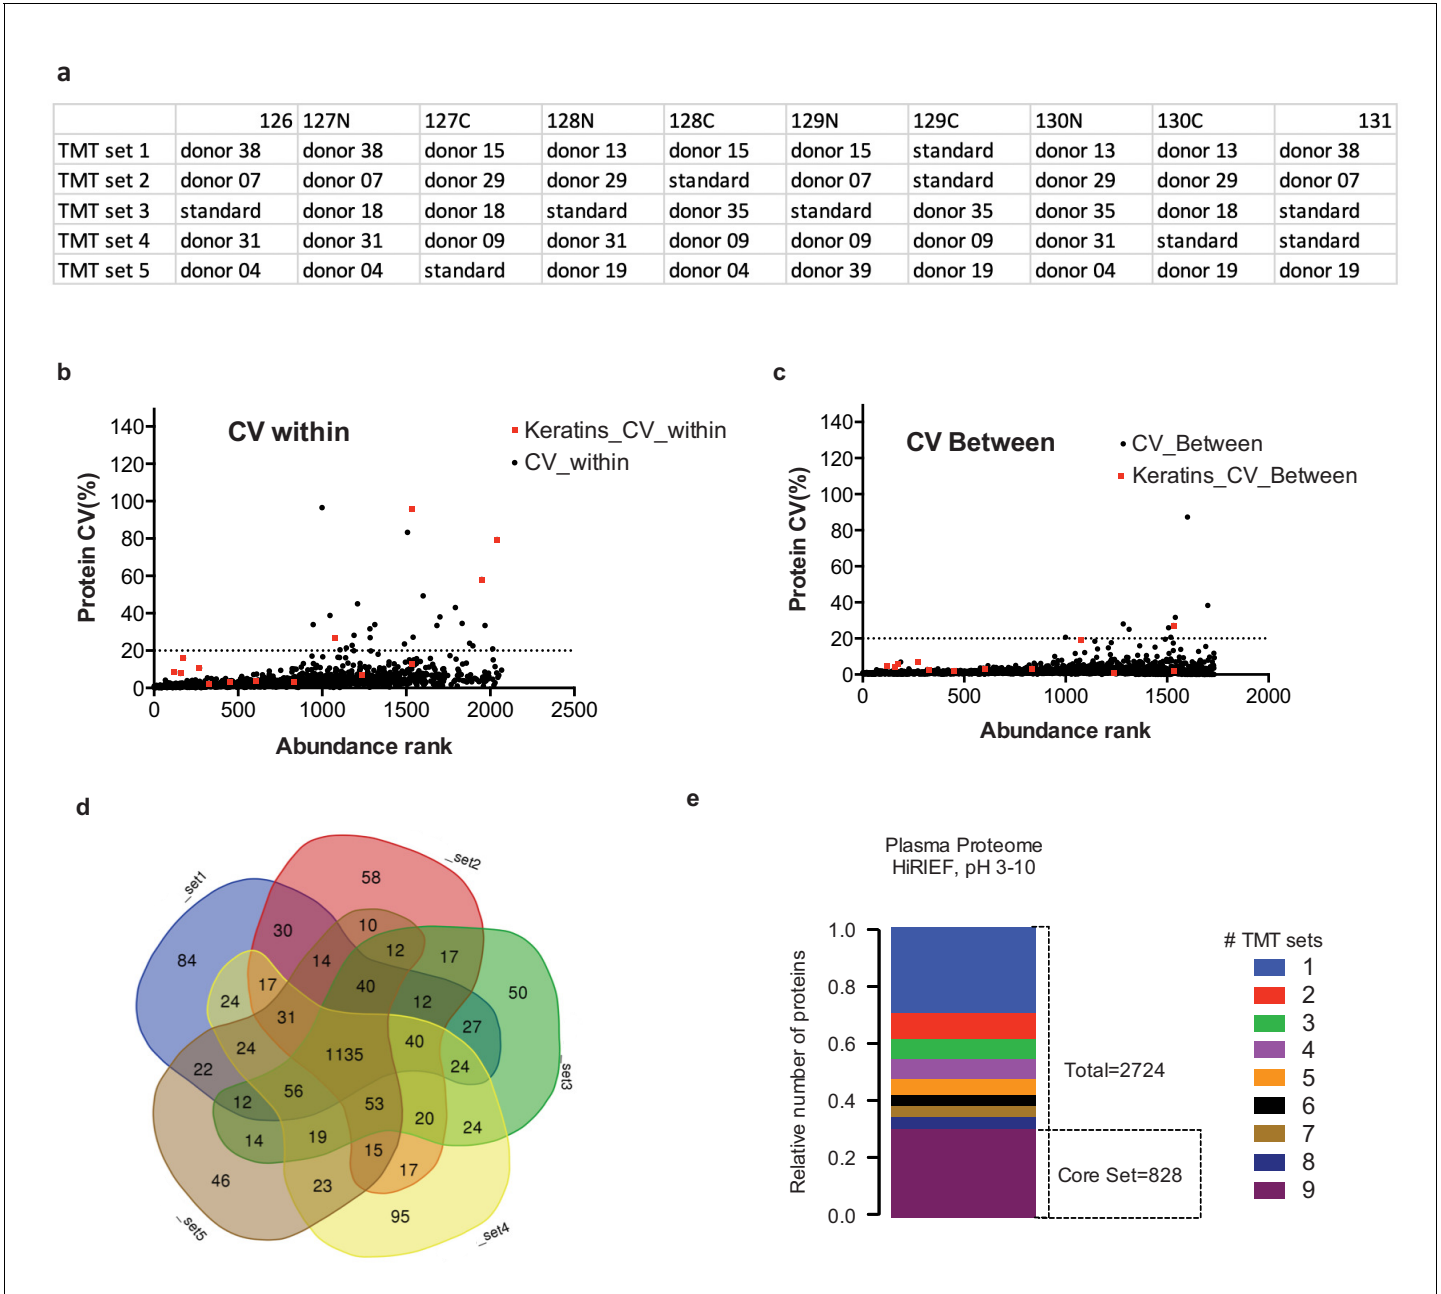 a
126 127N 127C 128N 128C 129N 129C 130N 130C 131
TMT set 1 donor 38 donor 38 donor 15 donor 13 donor 15 donor 15 standard donor 13 donor 13 donor 38
TMT set 2 donor 07 donor 07 donor 29 donor 29 standard donor 07 standard donor 29 donor 29 donor 07
TMT set 3 standard donor 18 donor 18 standard donor 35 standard donor 35 donor 35 donor 18 standard
TMT set 4 donor 31 donor 31 donor 09 donor 31 donor 09 donor 09 donor 09 donor 31 standard standard
TMT set 5 donor 04 donor 04 standard donor 19 donor 04 donor 39 donor 19 donor 04 donor 19 donor 19
b
CV within
Keratins_CV_within
CV_within
Protein CV(%)
140
120
100
80
60
40
20
0
0 500 1000 1500 2000 2500
Abundance rank
c
CV Between
CV_Between
Keratins_CV_Between
Protein CV(%)
140
120
100
80
60
40
20
0
0 500 1000 1500 2000
Abundance rank
d
_set1
_set2
_set3
_set4
_set5
58
30 10
84 14 12 17
24 17 40 12 50
31 27
24 1135 40 24
22 56
12 53 20 24
14 19 15
46 23 17
95
e
Plasma Proteome
HiRIEF, pH 3-10
Relative number of proteins
1.0
0.8
0.6
0.4
0.2
0.0
Total=2724
Core Set=828
# TMT sets
1
2
3
4
5
6
7
8
9